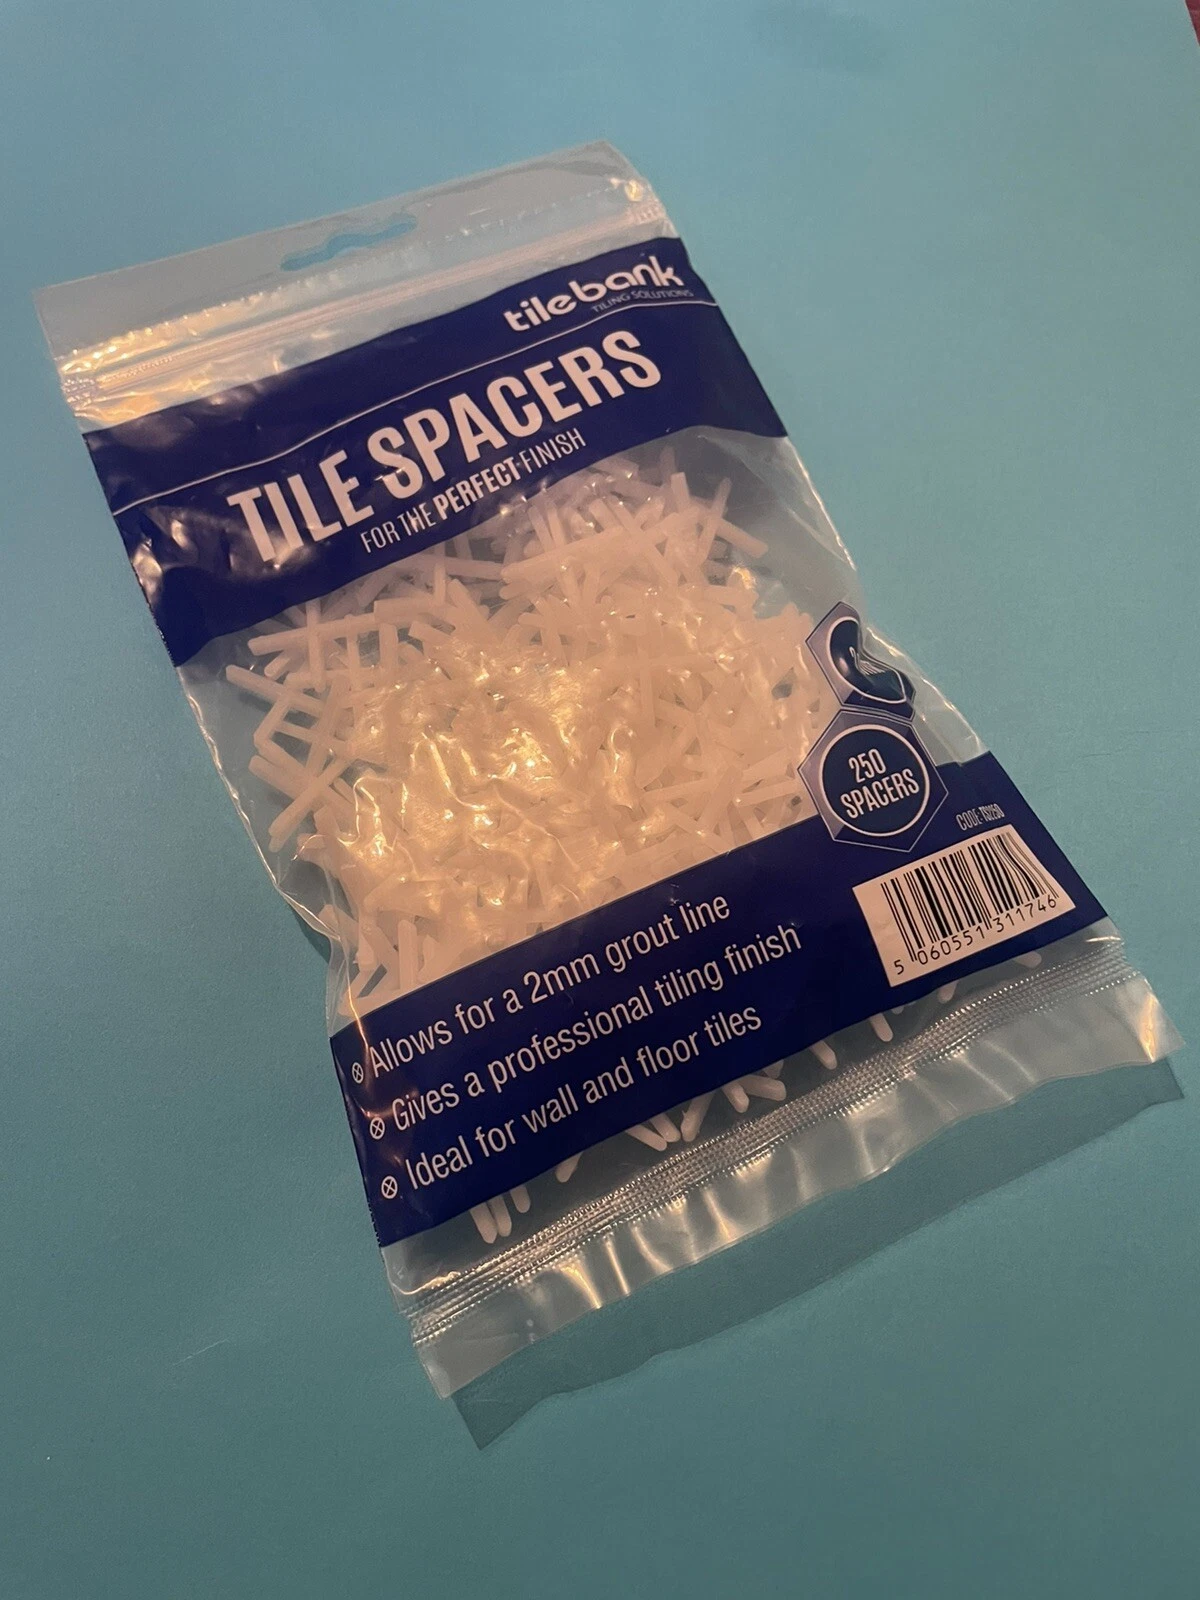 tilebank
TILING SOLUTIONS
TILE SPACERS
FOR THE PERFECT FINISH
250
SPACERS
Allows for a 2mm grout line
Gives a professional tiling finish
Ideal for wall and floor tiles
CODE:
5 060551 311746